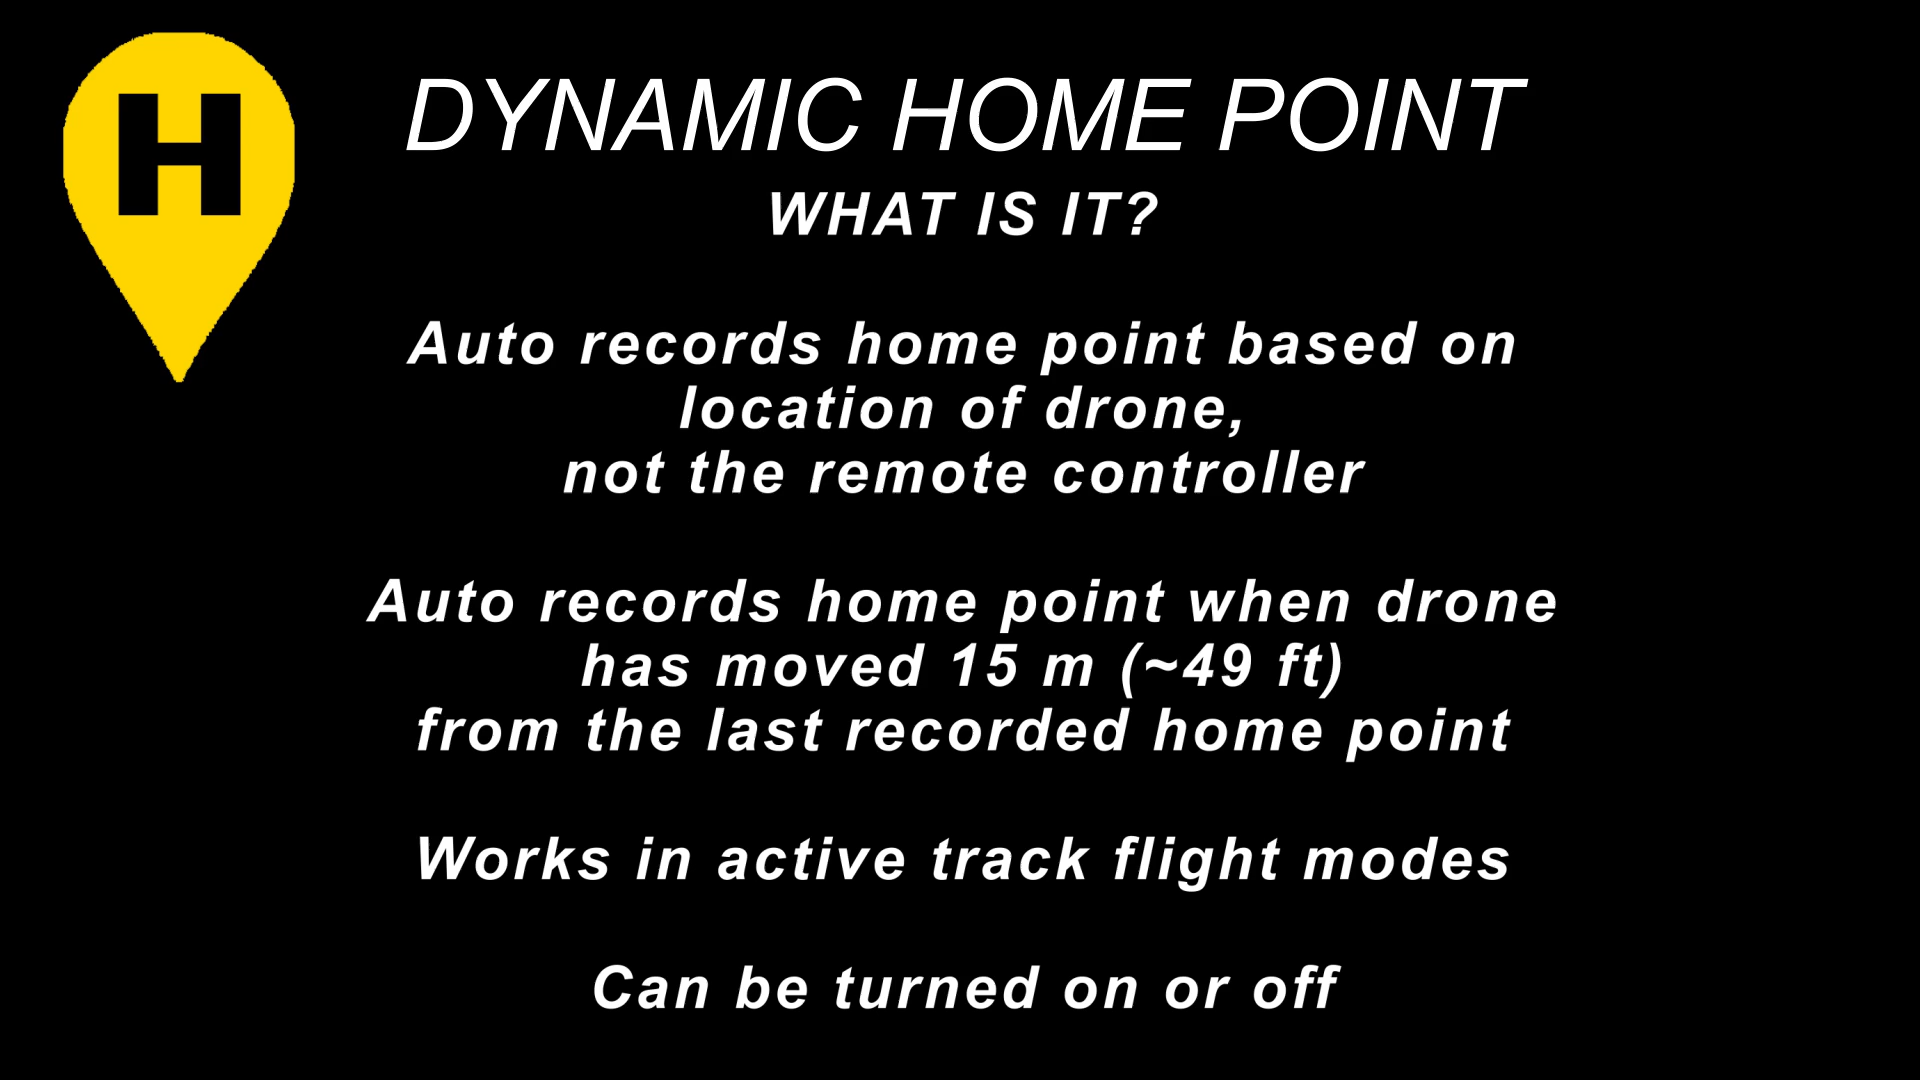 H
DYNAMIC HOME POINT
WHAT IS IT?
Auto records home point based on
location of drone,
not the remote controller
Auto records home point when drone
has moved 15 m (~49 ft)
from the last recorded home point
Works in active track flight modes
Can be turned on or off